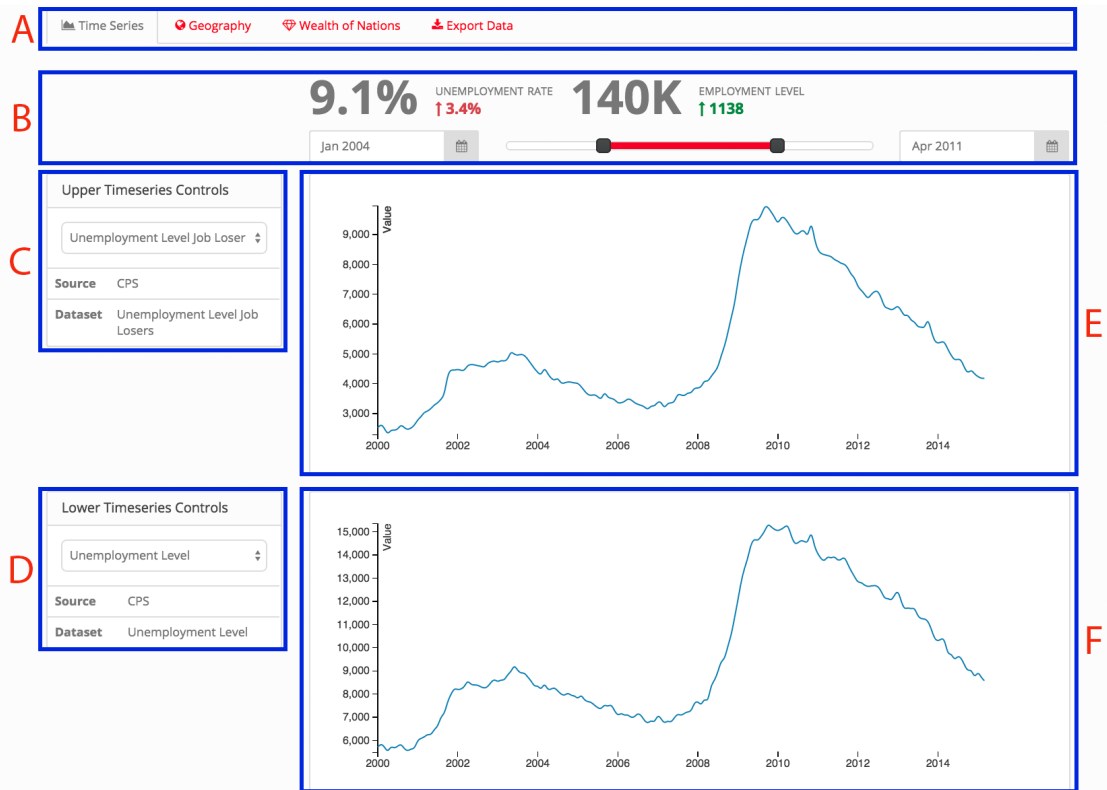 A
Time Series Geography Wealth of Nations Export Data
B
9.1% UNEMPLOYMENT RATE ↑ 3.4% 140K EMPLOYMENT LEVEL ↑ 1138
Jan 2004 Apr 2011
C
Upper Timeseries Controls
Unemployment Level Job Loser
Source CPS
Dataset Unemployment Level Job
Losers
E
Value
9,000
8,000
7,000
6,000
5,000
4,000
3,000
2000 2002 2004 2006 2008 2010 2012 2014
D
Lower Timeseries Controls
Unemployment Level
Source CPS
Dataset Unemployment Level
F
Value
15,000
14,000
13,000
12,000
11,000
10,000
9,000
8,000
7,000
6,000
2000 2002 2004 2006 2008 2010 2012 2014